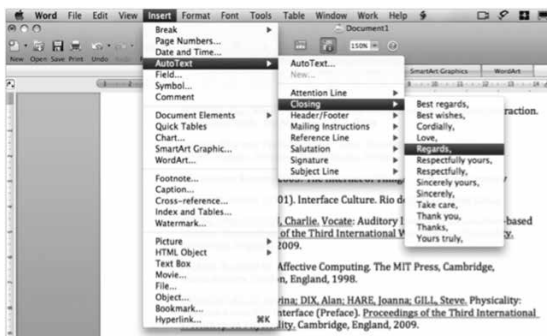 Word File Edit View Insert Format Font Tools Table Window Work Help
Document1
New Open Save Print Undo
150%
SmartArt Graphics WordArt
Break
Page Numbers...
Date and Time...
AutoText
Field...
Symbol...
Comment
Document Elements
Quick Tables
Chart...
SmartArt Graphic...
WordArt...
Footnote...
Caption...
Cross-reference...
Index and Tables...
Watermark...
Picture
HTML Object
Text Box
Movie...
File...
Object...
Bookmark...
Hyperlink... ⌘K
AutoText...
New...
Attention Line
Closing
Header/Footer
Mailing Instructions
Reference Line
Salutation
Signature
Subject Line
Best regards,
Best wishes,
Cordially,
Love,
Regards,
Respectfully yours,
Respectfully,
Sincerely yours,
Sincerely,
Take care,
Thank you,
Thanks,
Yours truly,
raction.
01). Interface Culture. Rio d
, Charlie. Vocate: Auditory I
-based
of the Third International W
2009.
Affective Computing. The MIT Press, Cambridge,
n, England, 1998.
vina; DIX, Alan; HARE, Joanna; GILL, Steve. Physicality:
nterface (Preface). Proceedings of the Third International
lity. Cambridge, England, 2009.